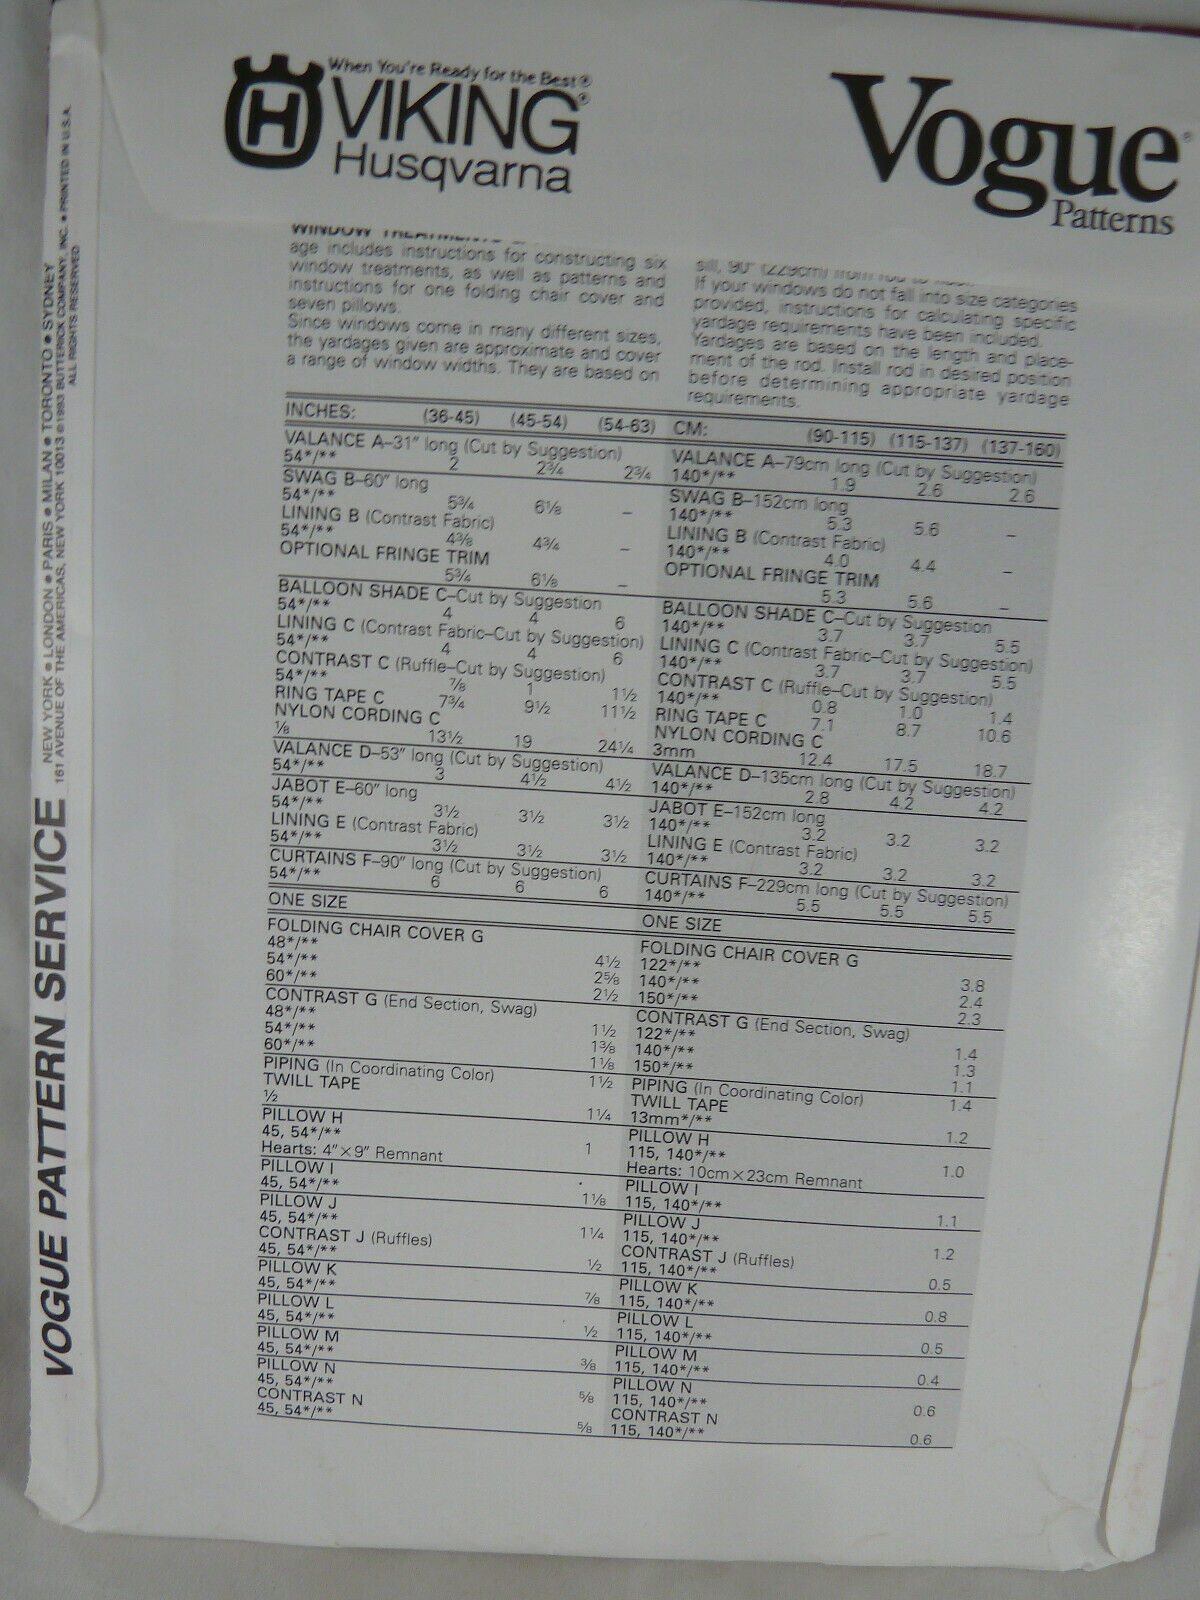 When You're Ready for the Best®
H VIKING®
Husqvarna
Vogue®
Patterns
VOGUE PATTERN SERVICE
NEW YORK ● LONDON ● PARIS ● MILAN ● TORONTO ● SYDNEY
161 AVENUE OF THE AMERICAS, NEW YORK 10013 ©1993 BUTTERICK COMPANY, INC. ● PRINTED IN U.S.A.
ALL RIGHTS RESERVED
WINDOW TREATMENTS
age includes instructions for constructing six
window treatments, as well as patterns and
instructions for one folding chair cover and
seven pillows.
Since windows come in many different sizes,
the yardages given are approximate and cover
a range of window widths. They are based on
sill, 90" (229cm) from rod to floor.
If your windows do not fall into size categories
provided, instructions for calculating specific
yardage requirements have been included.
Yardages are based on the length and place-
ment of the rod. Install rod in desired position
before determining appropriate yardage
requirements.
INCHES: (36-45) (45-54) (54-63)
VALANCE A–31" long (Cut by Suggestion)
54*/** 2 2¾ 2¾
SWAG B–60" long
54*/** 5¾ 6⅛ –
LINING B (Contrast Fabric)
54*/** 4⅜ 4¾ –
OPTIONAL FRINGE TRIM
5¾ 6⅛ –
BALLOON SHADE C–Cut by Suggestion
54*/** 4 4 6
LINING C (Contrast Fabric–Cut by Suggestion)
54*/** 4 4 6
CONTRAST C (Ruffle–Cut by Suggestion)
54*/** ⅞ 1 1½
RING TAPE C 7¾ 9½ 11½
NYLON CORDING C
⅛ 13½ 19 24¼
VALANCE D–53" long (Cut by Suggestion)
54*/** 3 4½ 4½
JABOT E–60" long
54*/** 3½ 3½ 3½
LINING E (Contrast Fabric)
54*/** 3½ 3½ 3½
CURTAINS F–90" long (Cut by Suggestion)
54*/** 6 6 6
ONE SIZE
FOLDING CHAIR COVER G
48*/** 4½
54*/** 2⅝
60*/** 2½
CONTRAST G (End Section, Swag)
48*/** 1½
54*/** 1⅜
60*/** 1⅛
PIPING (In Coordinating Color) 1½
TWILL TAPE
½ 1¼
PILLOW H
45, 54*/** 1
Hearts: 4"×9" Remnant
PILLOW I
45, 54*/** 1⅛
PILLOW J
45, 54*/** 1¼
CONTRAST J (Ruffles)
45, 54*/** ½
PILLOW K
45, 54*/** ⅞
PILLOW L
45, 54*/** ½
PILLOW M
45, 54*/** ⅜
PILLOW N
45, 54*/** ⅝
CONTRAST N
45, 54*/** ⅝
CM: (90-115) (115-137) (137-160)
VALANCE A–79cm long (Cut by Suggestion)
140*/** 1.9 2.6 2.6
SWAG B–152cm long
140*/** 5.3 5.6 –
LINING B (Contrast Fabric)
140*/** 4.0 4.4 –
OPTIONAL FRINGE TRIM
5.3 5.6 –
BALLOON SHADE C–Cut by Suggestion
140*/** 3.7 3.7 5.5
LINING C (Contrast Fabric–Cut by Suggestion)
140*/** 3.7 3.7 5.5
CONTRAST C (Ruffle–Cut by Suggestion)
140*/** 0.8 1.0 1.4
RING TAPE C 7.1 8.7 10.6
NYLON CORDING C
3mm 12.4 17.5 18.7
VALANCE D–135cm long (Cut by Suggestion)
140*/** 2.8 4.2 4.2
JABOT E–152cm long
140*/** 3.2 3.2 3.2
LINING E (Contrast Fabric)
140*/** 3.2 3.2 3.2
CURTAINS F–229cm long (Cut by Suggestion)
140*/** 5.5 5.5 5.5
ONE SIZE
FOLDING CHAIR COVER G
122*/** 3.8
140*/** 2.4
150*/** 2.3
CONTRAST G (End Section, Swag)
122*/** 1.4
140*/** 1.3
150*/** 1.1
PIPING (In Coordinating Color) 1.4
TWILL TAPE
13mm*/** 1.2
PILLOW H
115, 140*/** 1.0
Hearts: 10cm×23cm Remnant
PILLOW I
115, 140*/** 1.1
PILLOW J
115, 140*/** 1.2
CONTRAST J (Ruffles)
115, 140*/** 0.5
PILLOW K
115, 140*/** 0.8
PILLOW L
115, 140*/** 0.5
PILLOW M
115, 140*/** 0.4
PILLOW N
115, 140*/** 0.6
CONTRAST N
115, 140*/** 0.6